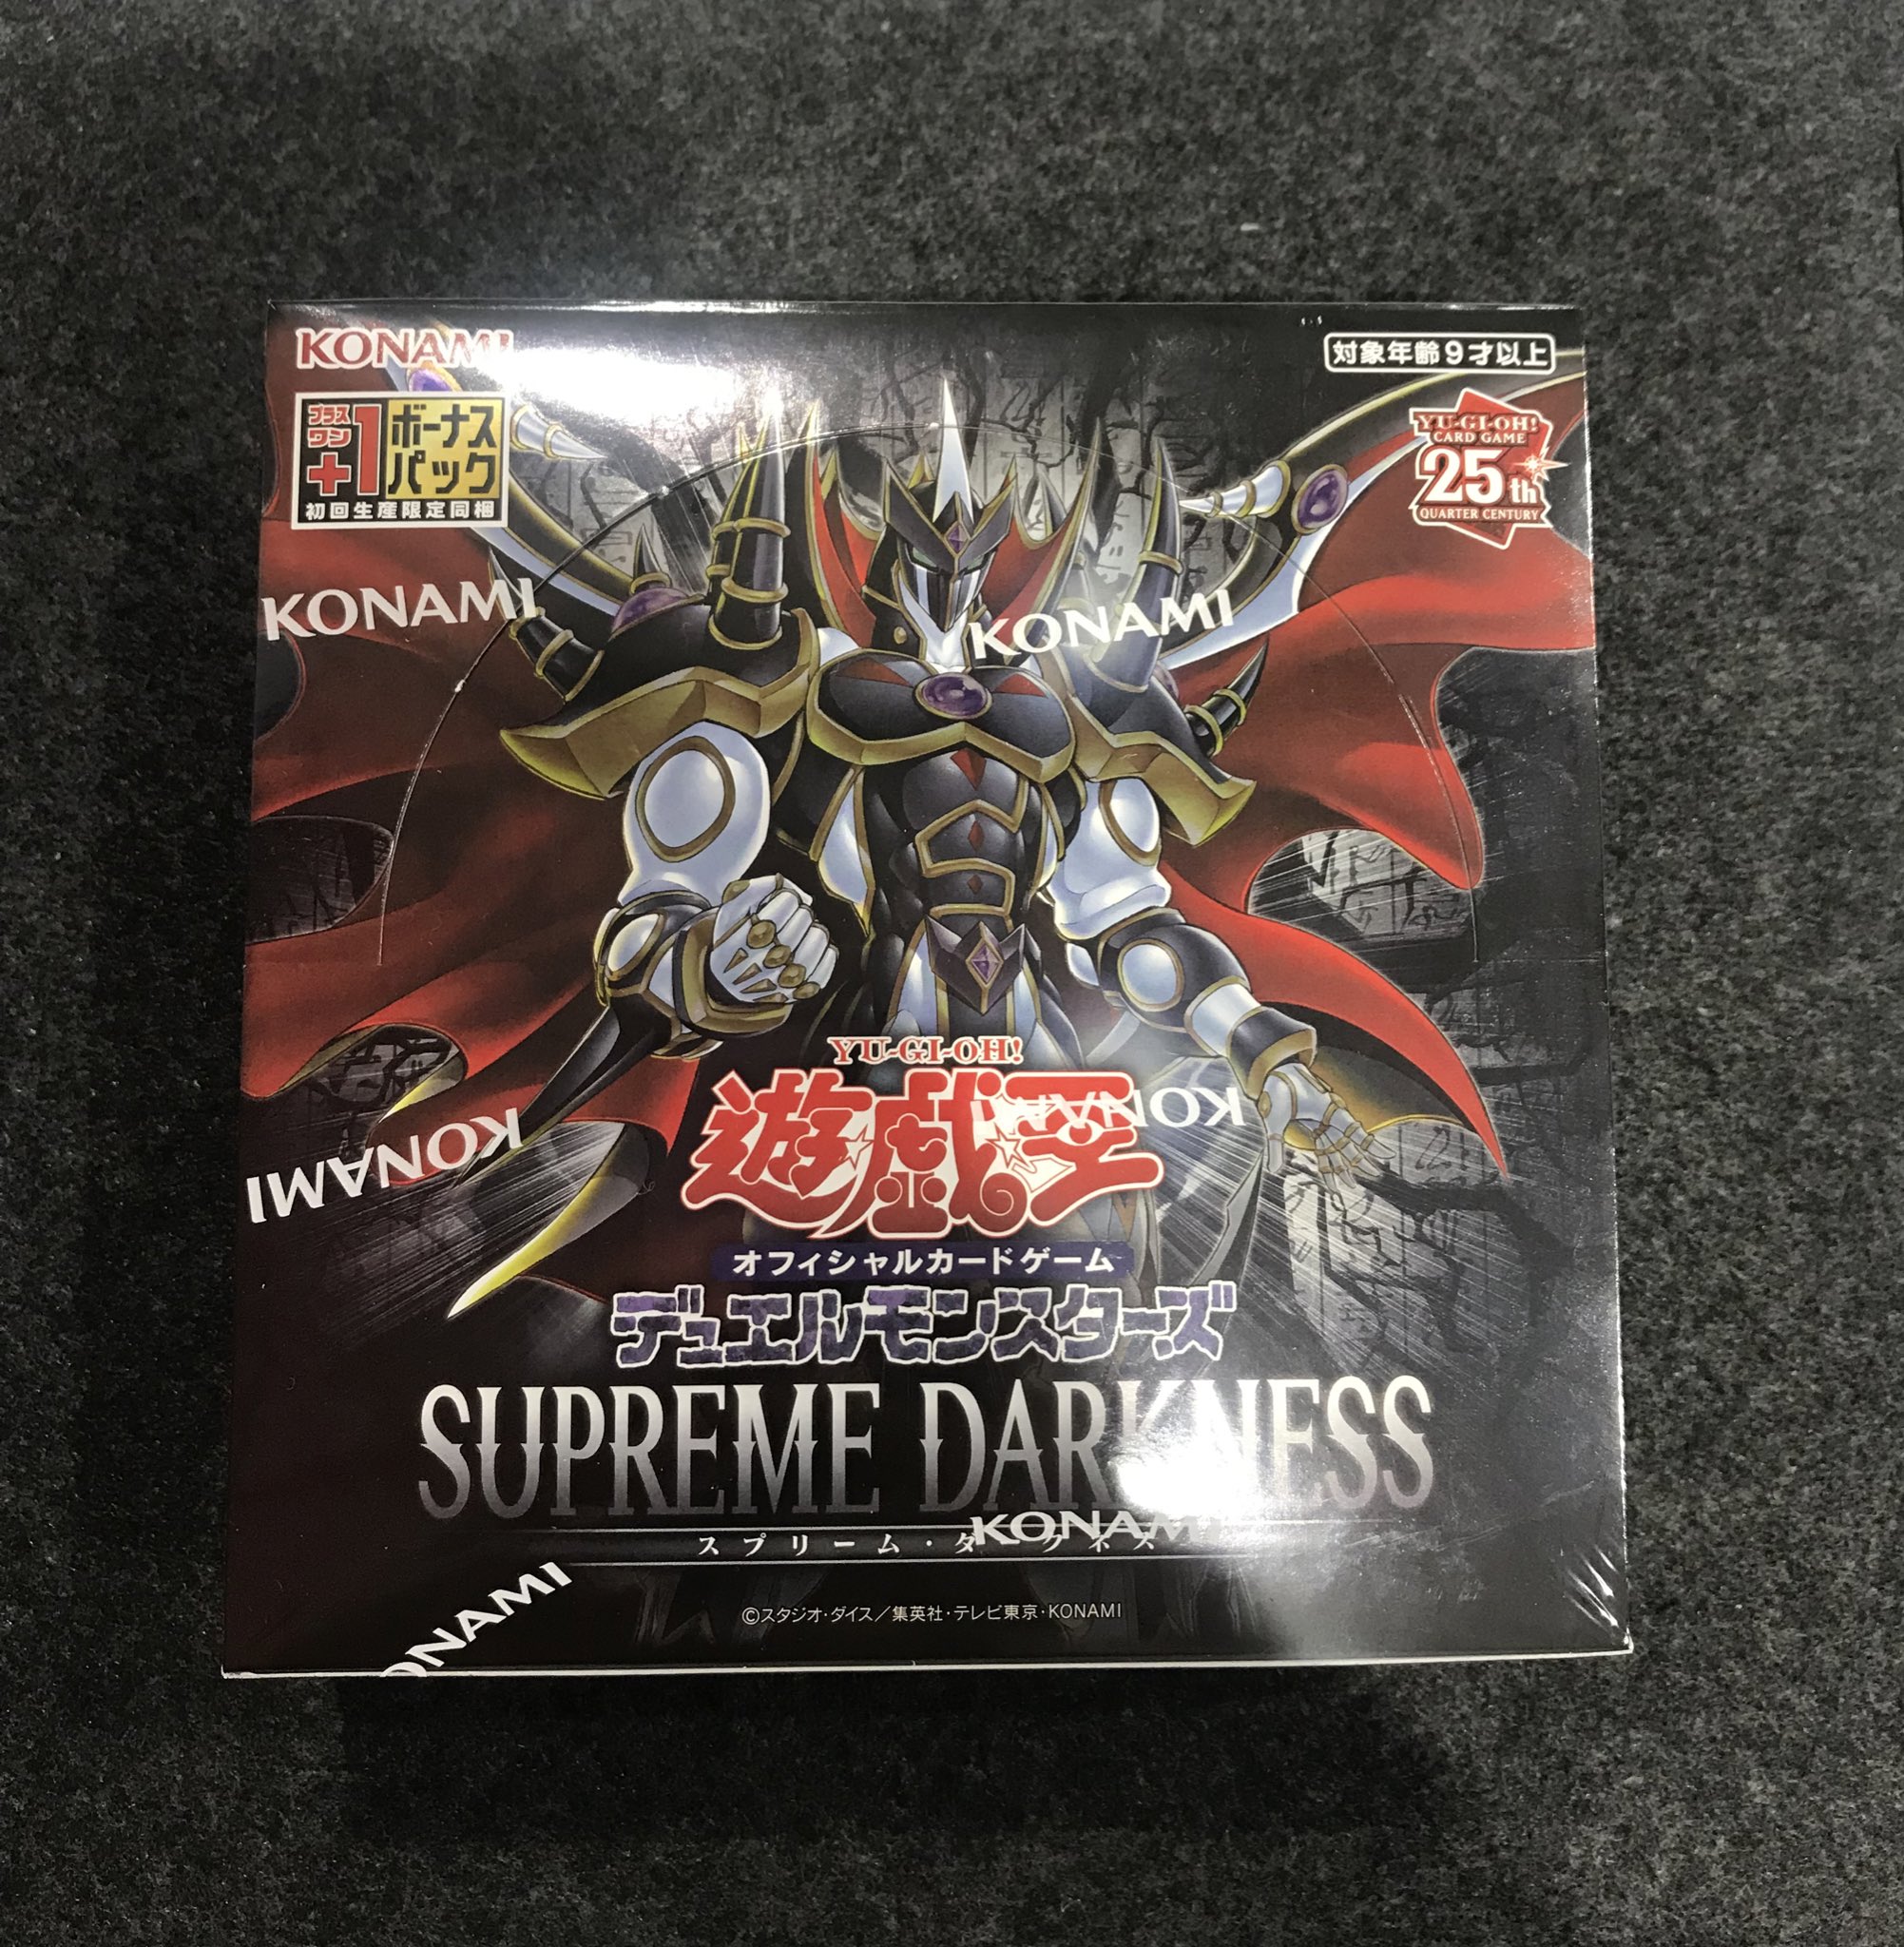 KONAMI
対象年齢9才以上
プラス
ワン
+1
ボーナス
パック
初回生産限定同梱
YU-GI-OH!
CARD GAME
25th
QUARTER CENTURY
KONAMI
KONAMI
YU-GI-OH!
遊☆戯☆王
KONAMI
KONAMI
オフィシャルカードゲーム
デュエルモンスターズ
SUPREME DARKNESS
スプリーム・ダークネス
KONAMI
KONAMI
©スタジオ・ダイス/集英社・テレビ東京・KONAMI